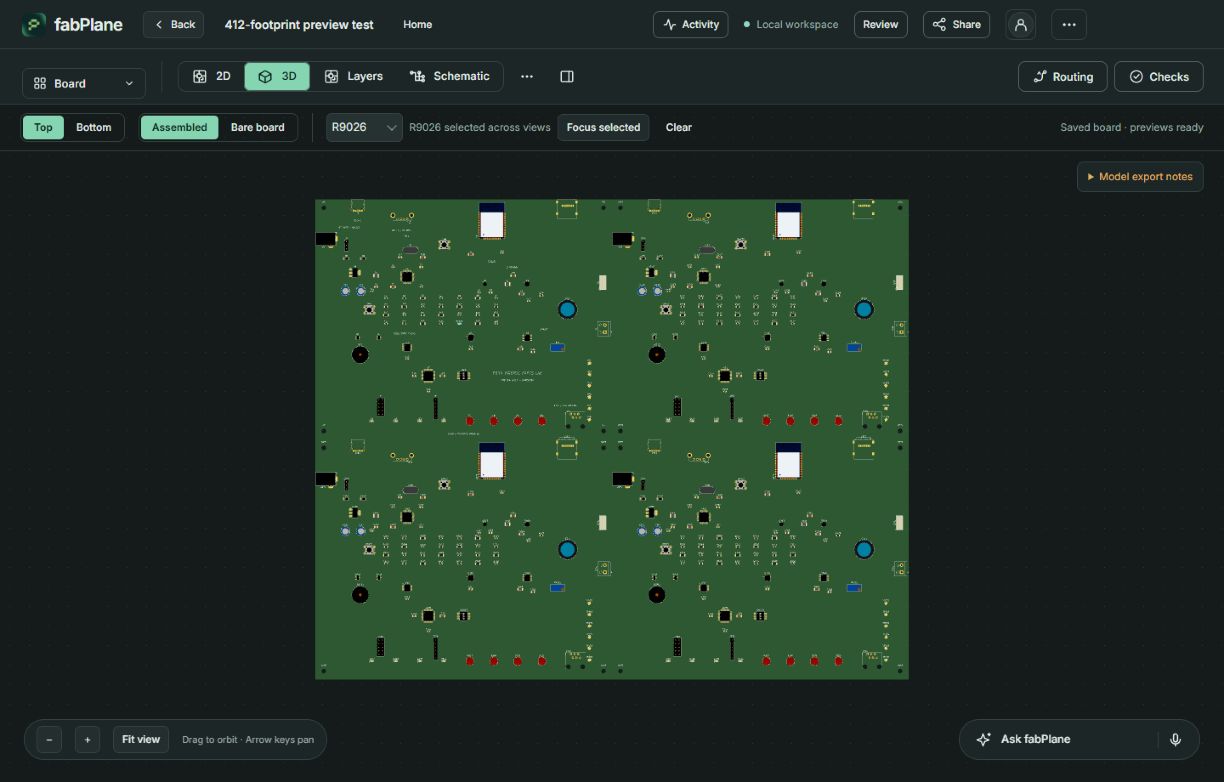 fabPlane
Back
412-footprint preview test
Home
Activity
Local workspace
Review
Share
Board
2D
3D
Layers
Schematic
Routing
Checks
Top
Bottom
Assembled
Bare board
R9026
R9026 selected across views
Focus selected
Clear
Saved board · previews ready
Model export notes
−
+
Fit view
Drag to orbit · Arrow keys pan
Ask fabPlane